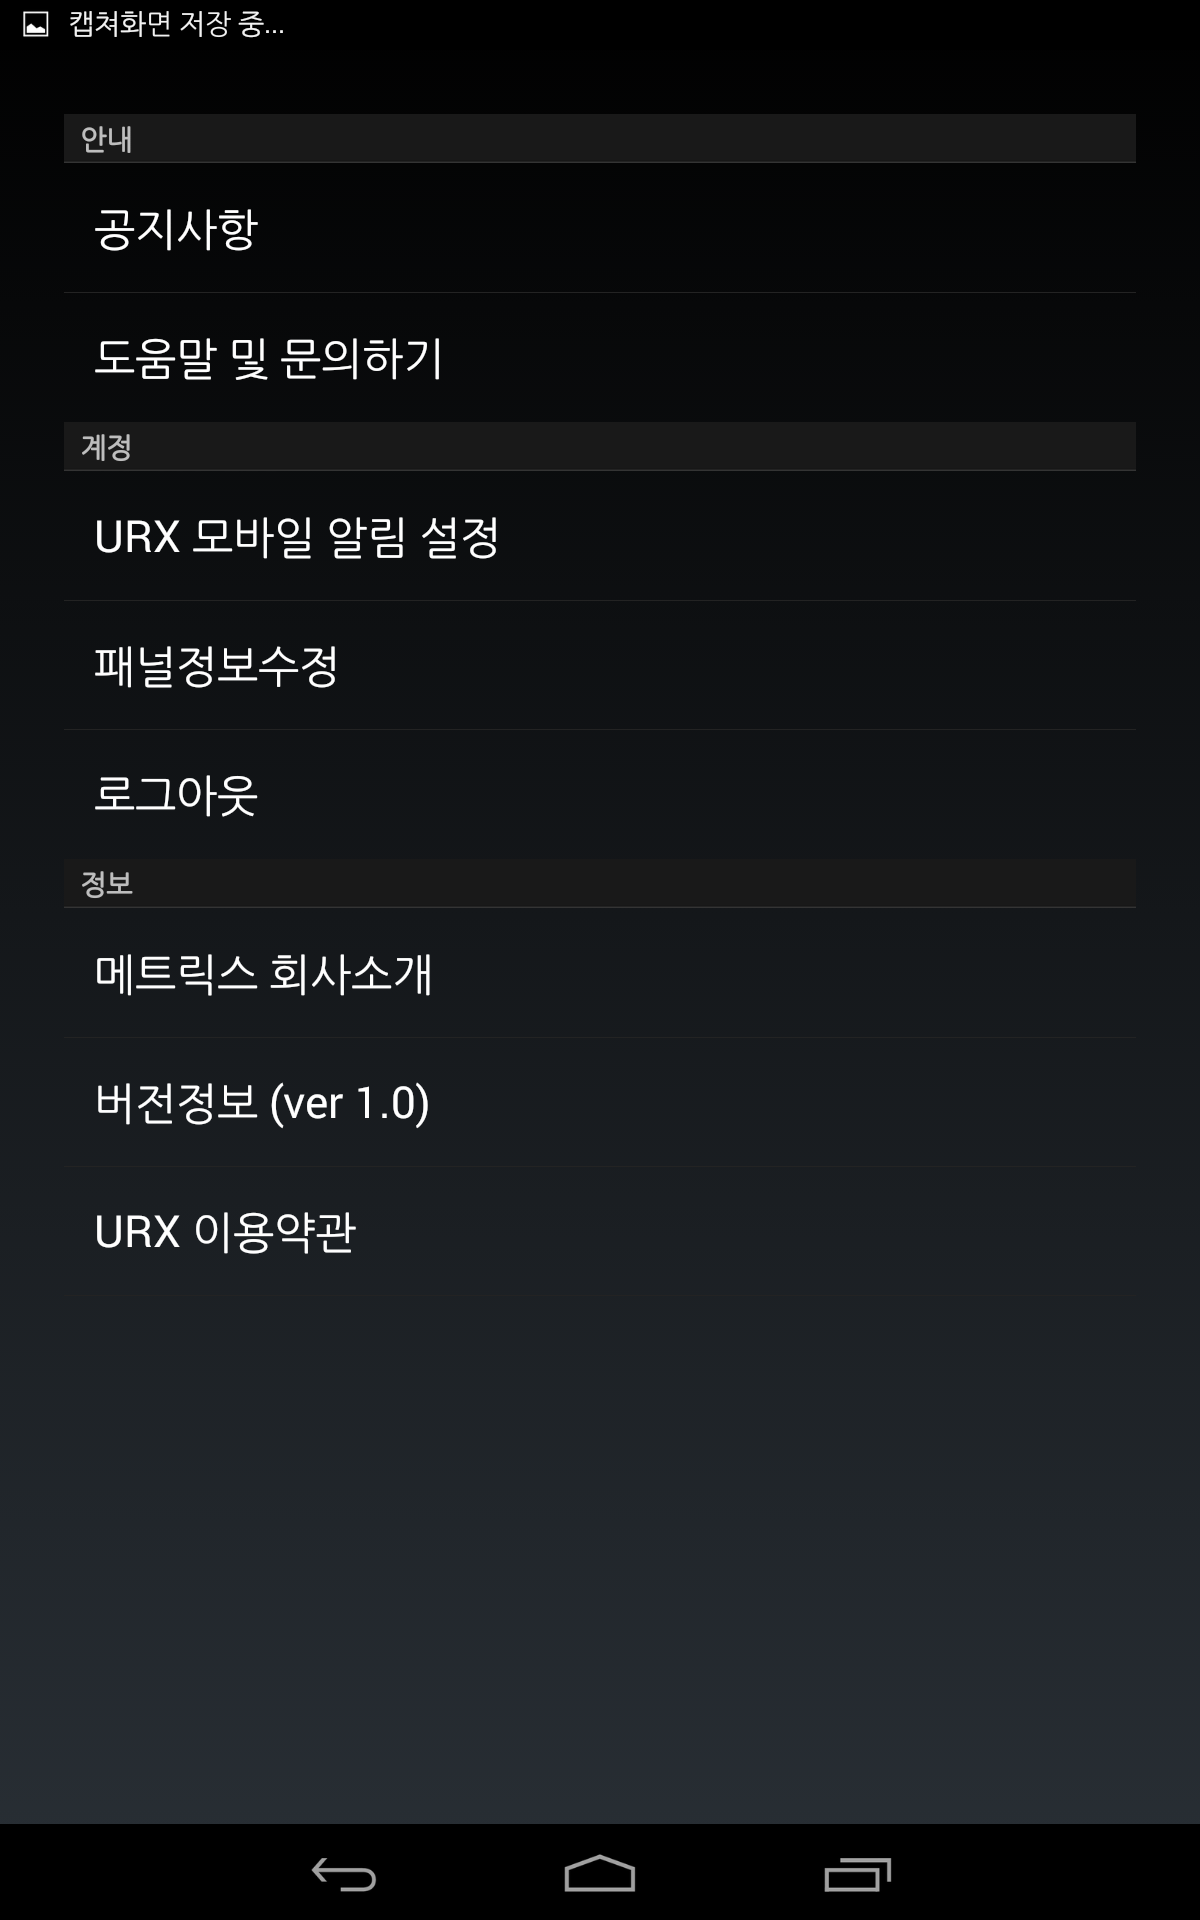 캡쳐화면 저장 중...
안내
공지사항
도움말 및 문의하기
계정
URX 모바일 알림 설정
패널정보수정
로그아웃
정보
메트릭스 회사소개
버전정보 (ver 1.0)
URX 이용약관